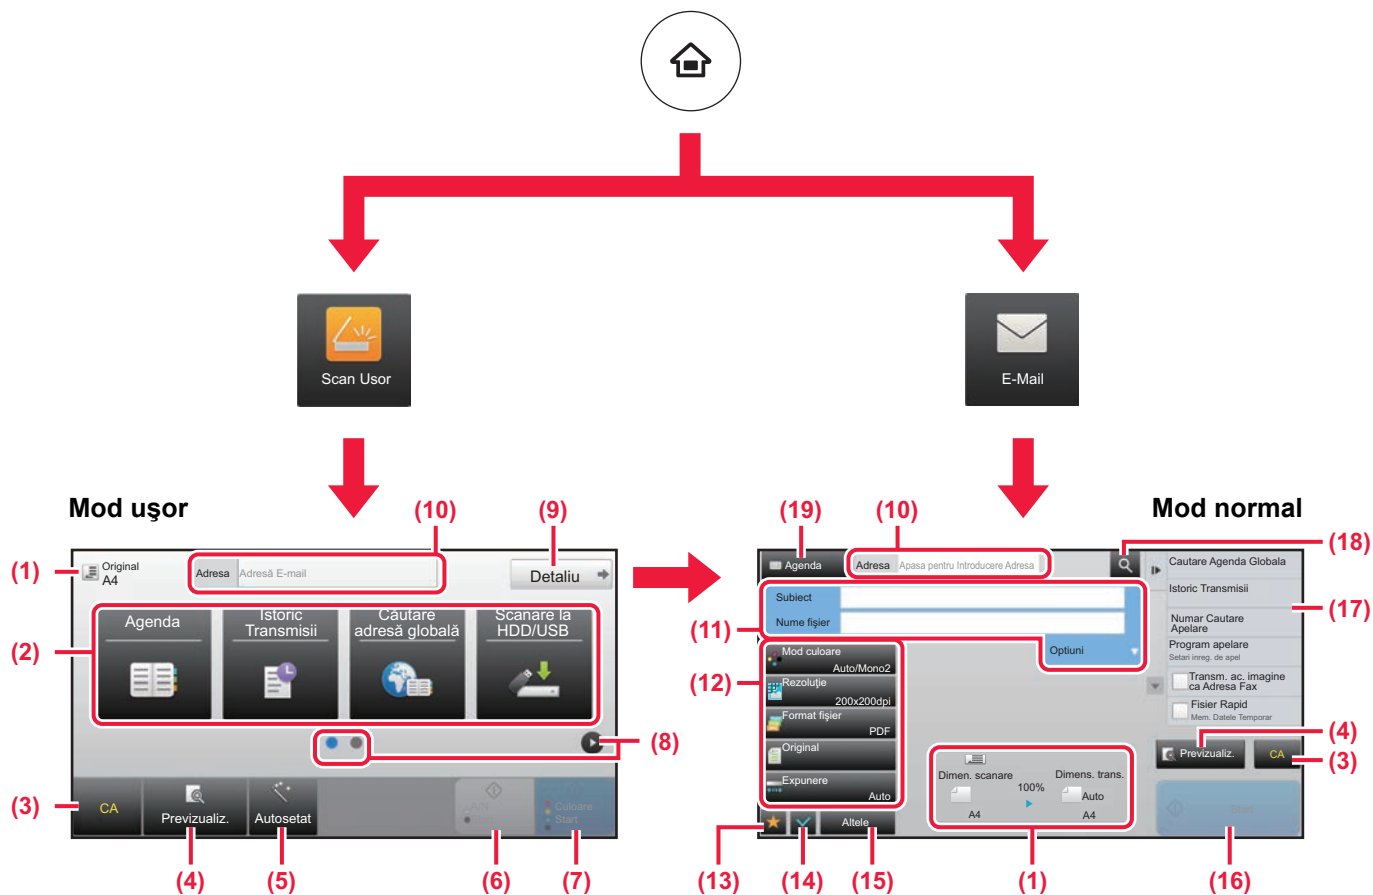 Scan Usor
E-Mail
Mod uşor
Mod normal
(10)
(9)
(19)
(10)
(18)
(1)
Original
A4
Adresa
Adresă E-mail
Detaliu
Agenda
Adresa
Apasa pentru Introducere Adresa
Cautare Agenda Globala
Istoric Transmisii
Numar Cautare
Apelare
Program apelare
Setari inreg. de apel
Transm. ac. imagine
ca Adresa Fax
Fisier Rapid
Mem. Datele Temporar
(17)
(2)
Agenda
Istoric
Transmisii
Căutare
adresă globală
Scanare la
HDD/USB
(11)
Subiect
Nume fişier
Optiuni
(12)
Mod culoare
Auto/Mono2
Rezoluţie
200x200dpi
Format fişier
PDF
Original
Expunere
Auto
(8)
(4)
Previzualiz.
CA
(3)
Dimen. scanare
100%
Dimens. trans.
Auto
A4
A4
(3)
CA
Previzualiz.
Autosetat
A/N
Culoare
Start
Altele
Start
(4)
(5)
(6)
(7)
(13)
(14)
(15)
(1)
(16)